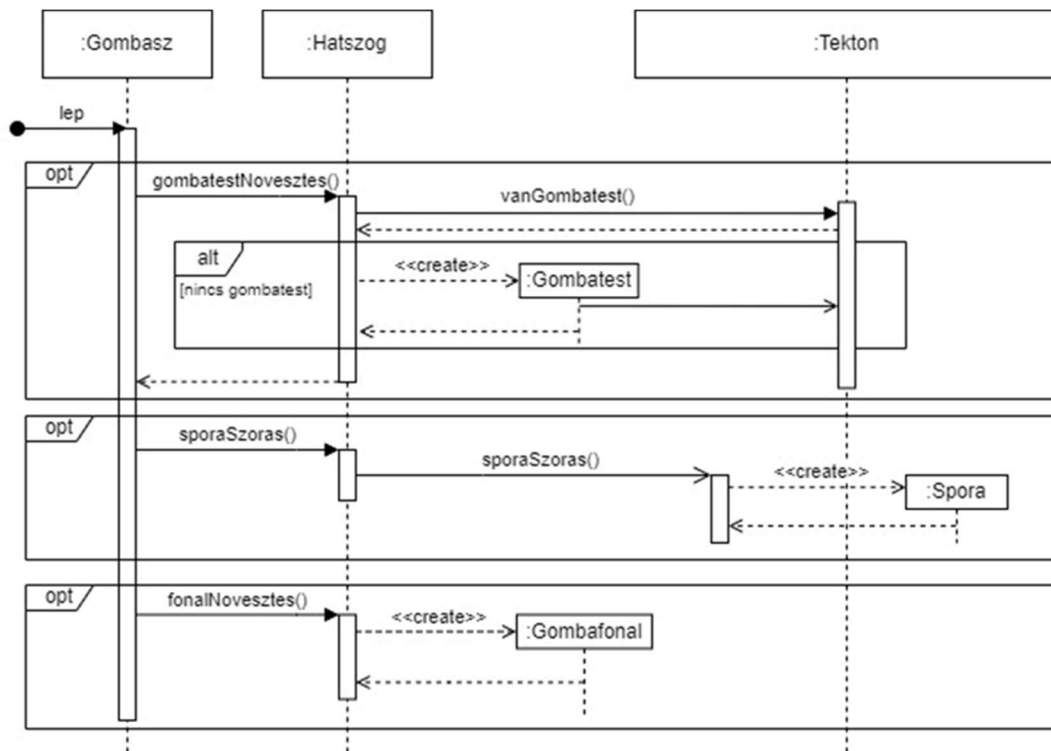 :Gombasz
:Hatszog
:Tekton
lep
opt
gombatestNovesztes()
vanGombatest()
alt
<<create>>
:Gombatest
[nincs gombatest]
opt
sporaSzoras()
sporaSzoras()
<<create>>
:Spora
opt
fonalNovesztes()
<<create>>
:Gombafonal